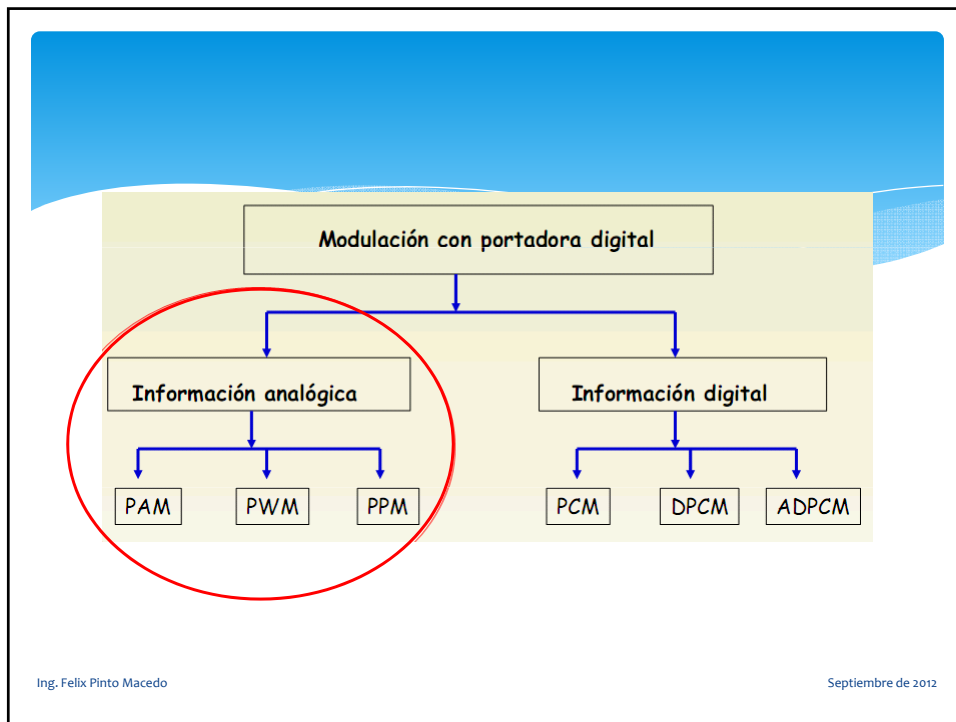 Modulación con portadora digital
Información analógica
Información digital
PAM
PWM
PPM
PCM
DPCM
ADPCM
Ing. Felix Pinto Macedo
Septiembre de 2012